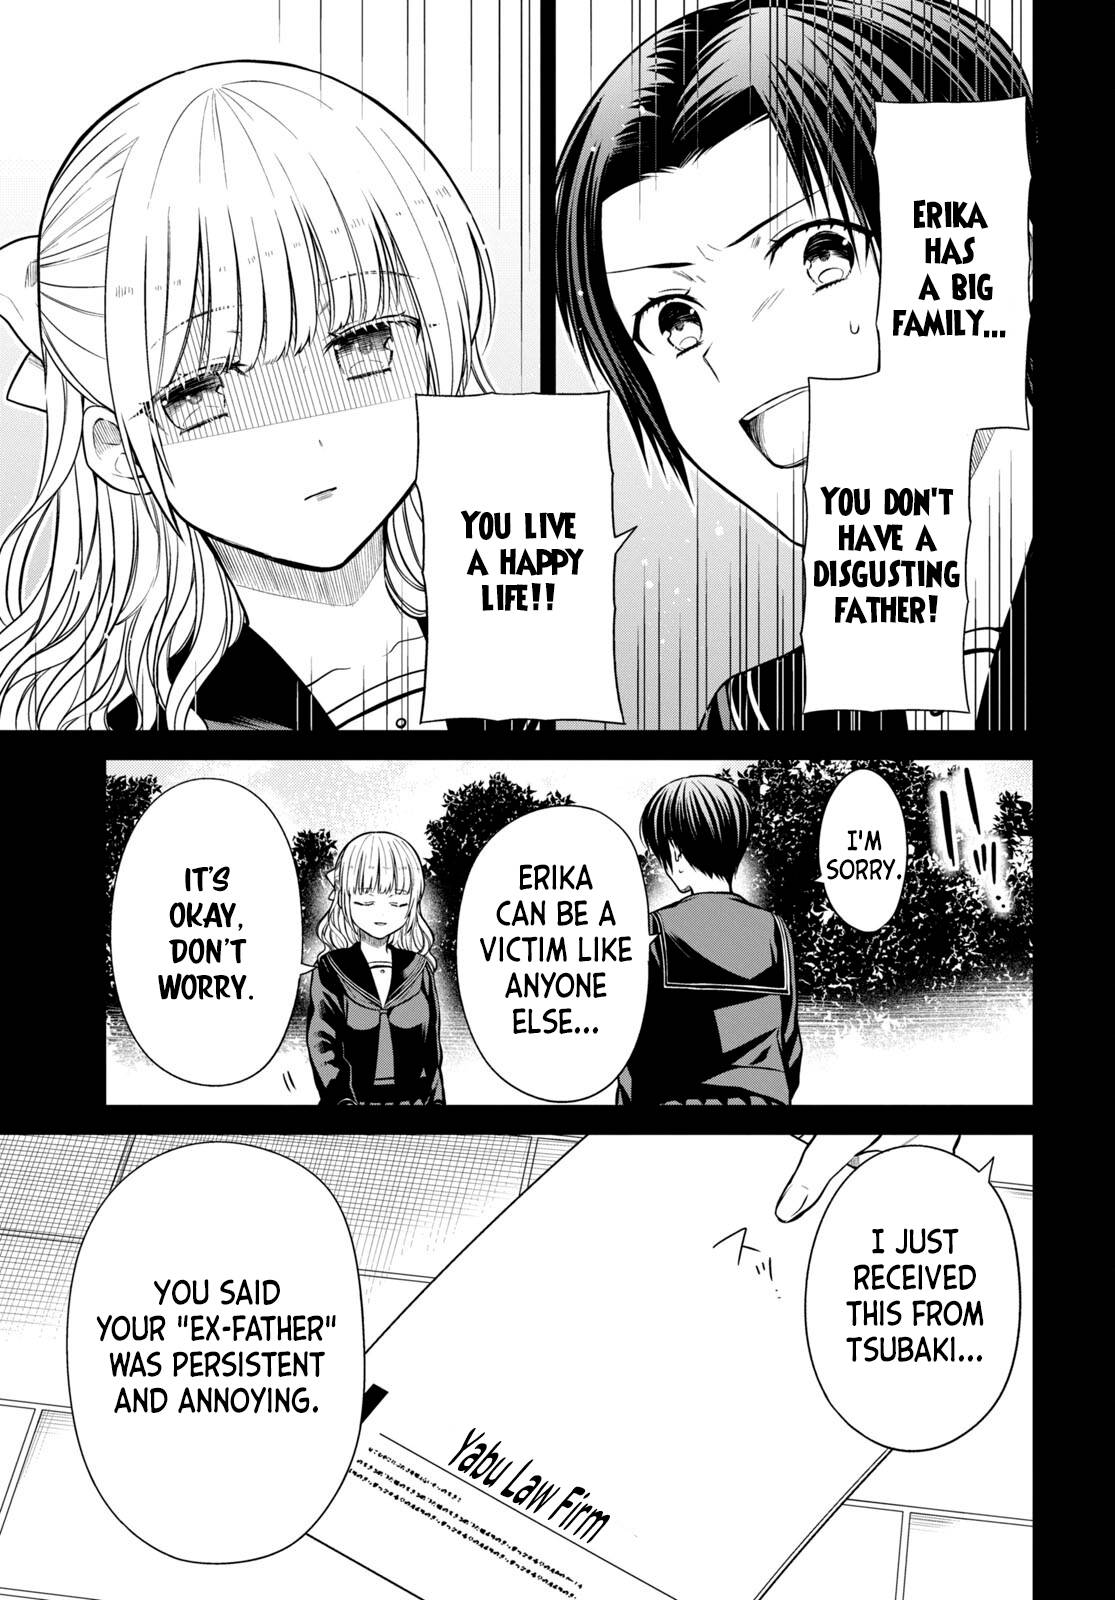 ERIKA
HAS
A BIG
FAMILY...
YOU DON'T
HAVE A
DISGUSTING
FATHER!
YOU LIVE
A HAPPY
LIFE!!
I'M
SORRY.
ERIKA
CAN BE A
VICTIM LIKE
ANYONE
ELSE...
IT'S
OKAY,
DON'T
WORRY.
I JUST
RECEIVED
THIS FROM
TSUBAKI...
YOU SAID
YOUR "EX-FATHER"
WAS PERSISTENT
AND ANNOYING.
Yabu Law Firm